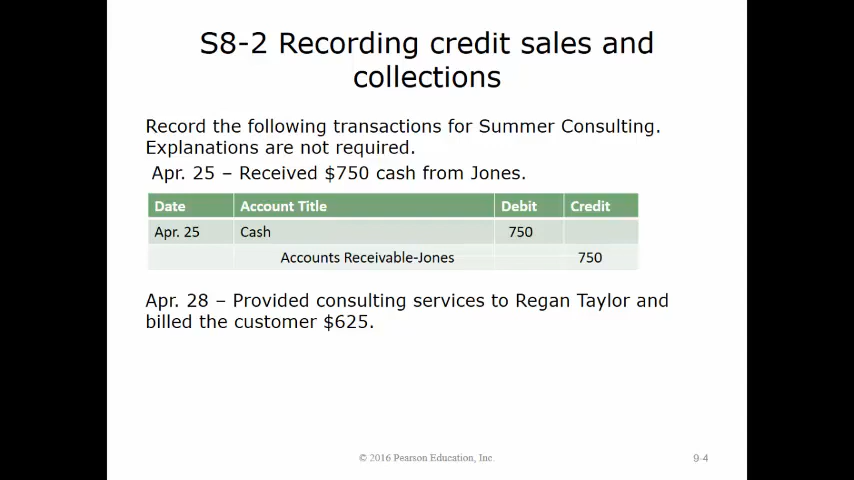 S8-2 Recording credit sales and
collections
Record the following transactions for Summer Consulting.
Explanations are not required.
Apr. 25 – Received $750 cash from Jones.
Date Account Title Debit Credit
Apr. 25 Cash 750
Accounts Receivable-Jones 750
Apr. 28 – Provided consulting services to Regan Taylor and
billed the customer $625.
© 2016 Pearson Education, Inc.
9-4